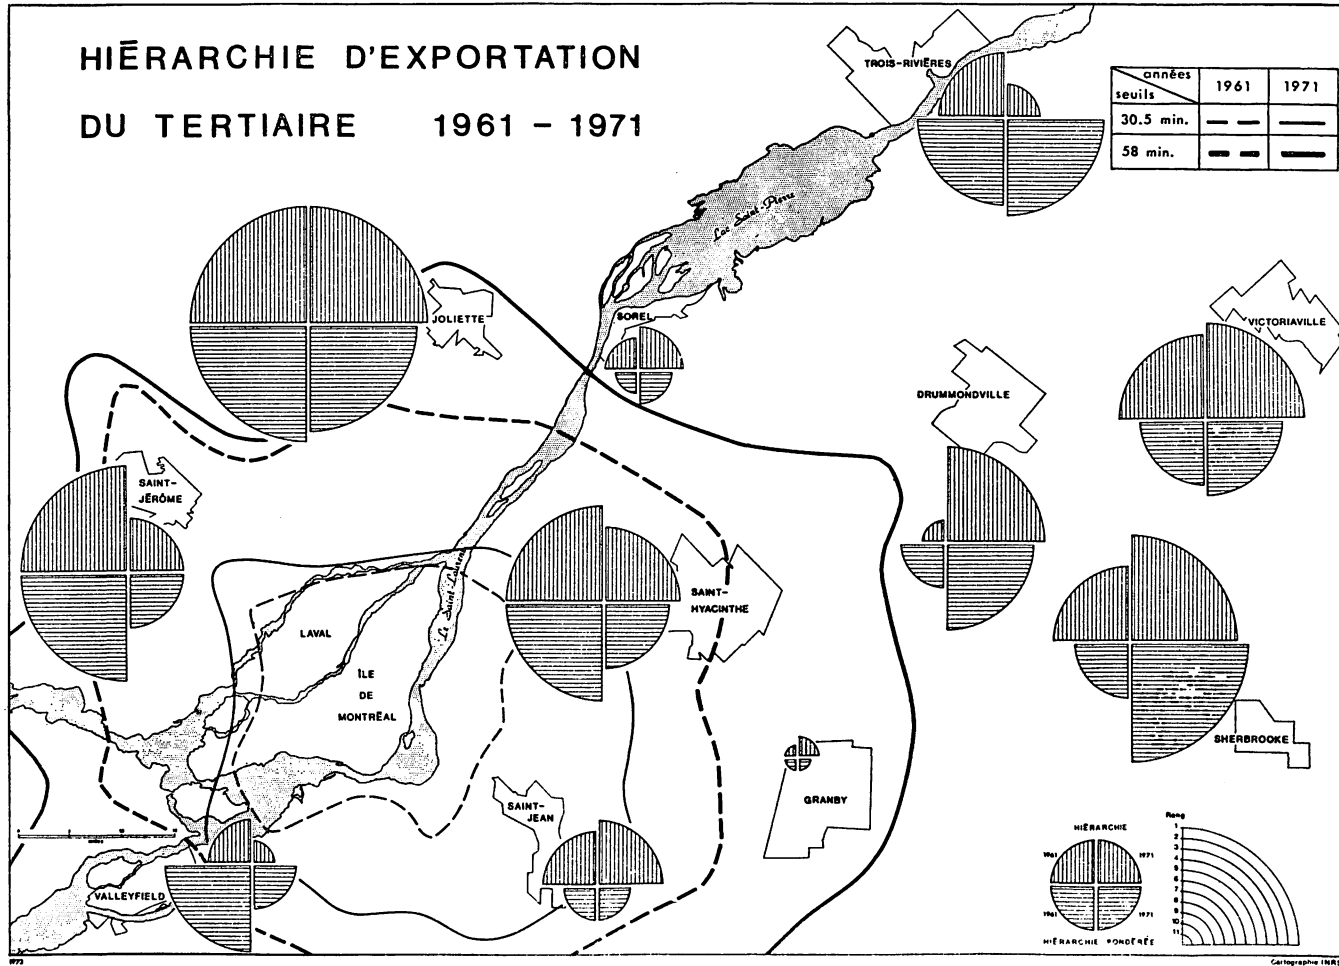 HIÉRARCHIE D'EXPORTATION
DU TERTIAIRE 1961 – 1971
années
seuils
1961
1971
30.5 min.
58 min.
TROIS-RIVIÈRES
Lac Saint-Pierre
JOLIETTE
SOREL
VICTORIAVILLE
DRUMMONDVILLE
SAINT-
JÉRÔME
Le Saint-Laurent
SAINT-
HYACINTHE
LAVAL
ÎLE
DE
MONTRÉAL
SHERBROOKE
GRANBY
SAINT-
JEAN
VALLEYFIELD
HIÉRARCHIE
1961
1971
1961
1971
HIÉRARCHIE PONDÉRÉE
Rang
1
2
3
4
5
6
7
8
9
10
11
1973